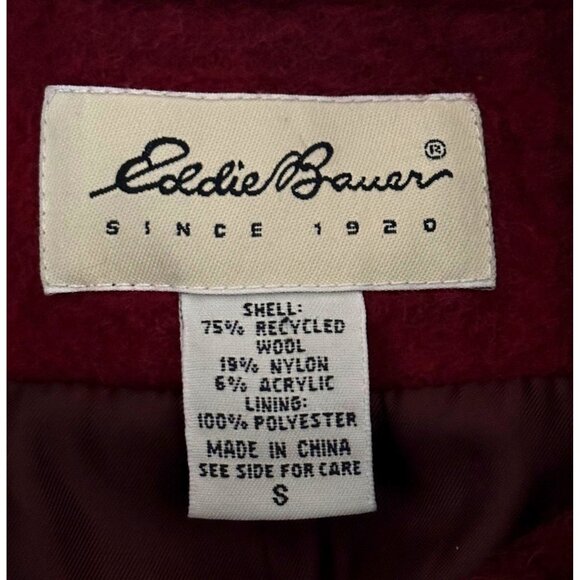 Eddie Bauer®
SINCE 1920
SHELL:
75% RECYCLED
WOOL
19% NYLON
6% ACRYLIC
LINING:
100% POLYESTER
MADE IN CHINA
SEE SIDE FOR CARE
S